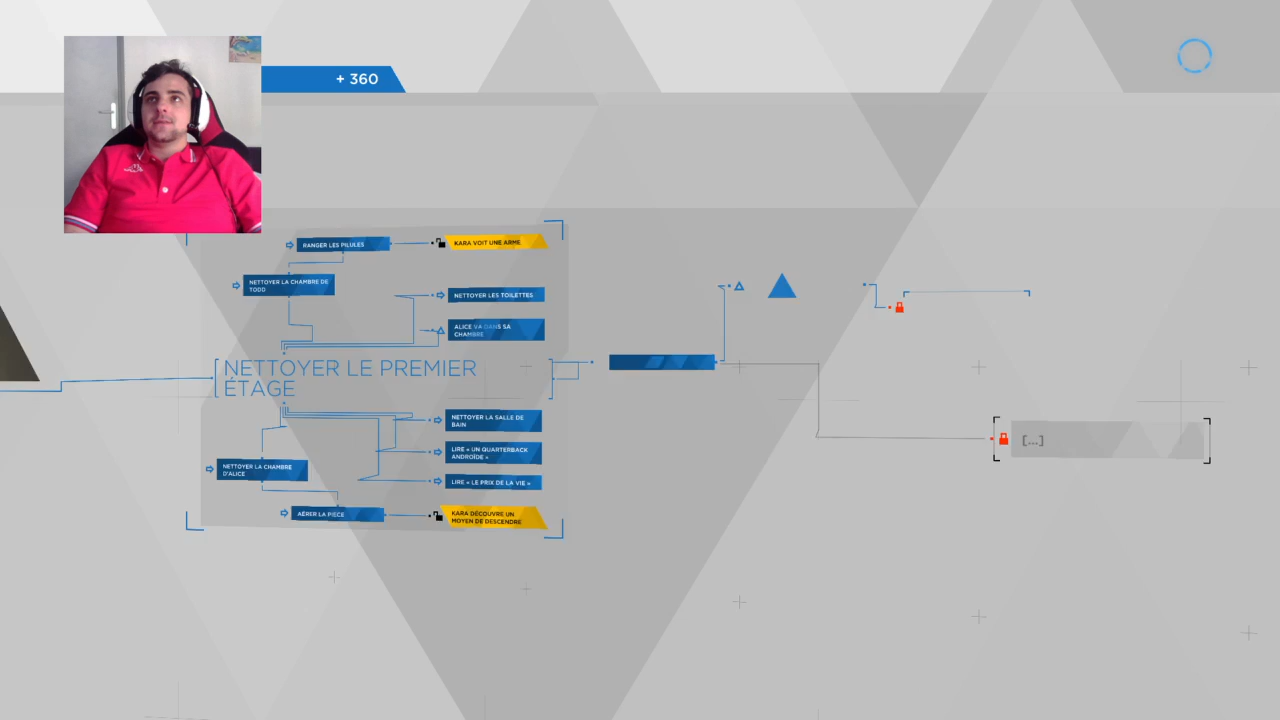 + 360
RANGER LES PILULES
KARA VOIT UNE ARME
NETTOYER LA CHAMBRE DE
TODD
NETTOYER LES TOILETTES
ALICE VA DANS SA
CHAMBRE
NETTOYER LE PREMIER
ÉTAGE
NETTOYER LA SALLE DE
BAIN
LIRE « UN QUARTERBACK
ANDROÏDE »
[...]
NETTOYER LA CHAMBRE
D'ALICE
LIRE « LE PRIX DE LA VIE »
AÉRER LA PIÈCE
KARA DÉCOUVRE UN
MOYEN DE DESCENDRE